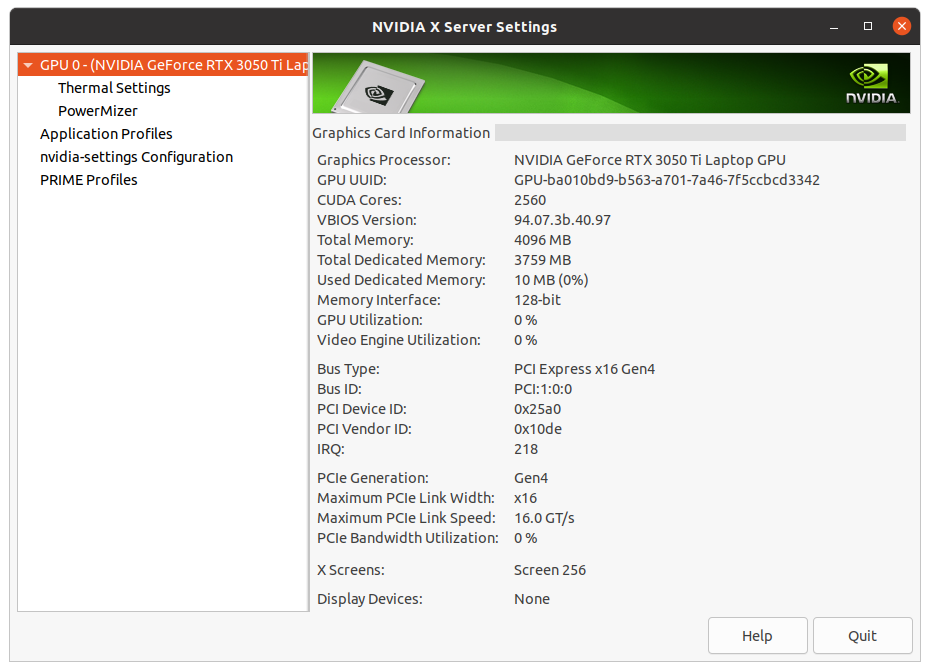 NVIDIA X Server Settings
GPU 0 - (NVIDIA GeForce RTX 3050 Ti Lap
Thermal Settings
PowerMizer
Application Profiles
nvidia-settings Configuration
PRIME Profiles
NVIDIA.
Graphics Card Information
Graphics Processor: NVIDIA GeForce RTX 3050 Ti Laptop GPU
GPU UUID: GPU-ba010bd9-b563-a701-7a46-7f5ccbcd3342
CUDA Cores: 2560
VBIOS Version: 94.07.3b.40.97
Total Memory: 4096 MB
Total Dedicated Memory: 3759 MB
Used Dedicated Memory: 10 MB (0%)
Memory Interface: 128-bit
GPU Utilization: 0 %
Video Engine Utilization: 0 %
Bus Type: PCI Express x16 Gen4
Bus ID: PCI:1:0:0
PCI Device ID: 0x25a0
PCI Vendor ID: 0x10de
IRQ: 218
PCIe Generation: Gen4
Maximum PCIe Link Width: x16
Maximum PCIe Link Speed: 16.0 GT/s
PCIe Bandwidth Utilization: 0 %
X Screens: Screen 256
Display Devices: None
Help
Quit